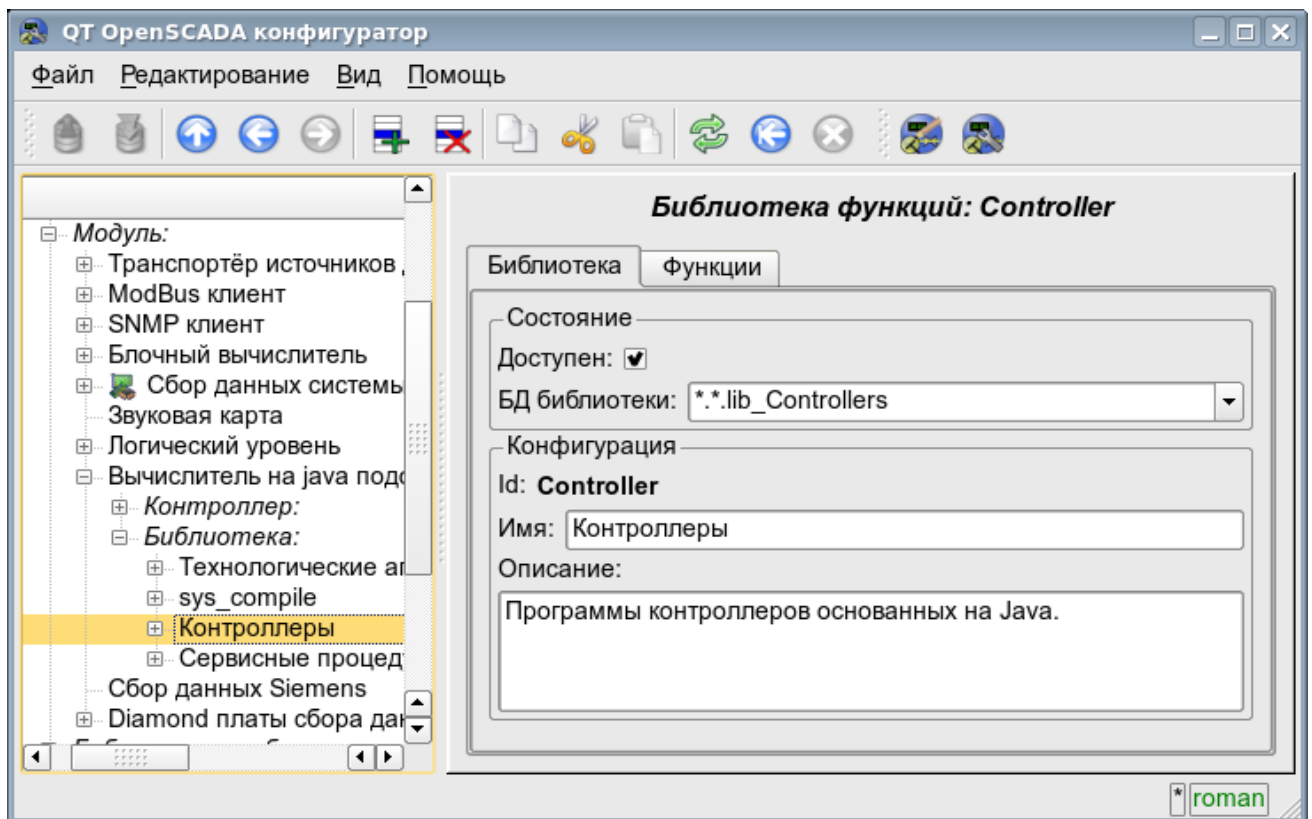 QT OpenSCADA конфигуратор
Файл Редактирование Вид Помощь
Модуль:
Транспортёр источников
ModBus клиент
SNMP клиент
Блочный вычислитель
Сбор данных системы
Звуковая карта
Логический уровень
Вычислитель на java
Контроллер:
Библиотека:
Технологические
sys_compile
Контроллеры
Сервисные процед
Сбор данных Siemens
Diamond платы сбора
Библиотека функций: Controller
Библиотека Функции
Состояние
Доступен:
БД библиотеки: *.*.lib_Controllers
Конфигурация
Id: Controller
Имя: Контроллеры
Описание:
Программы контроллеров основанных на Java.
* roman